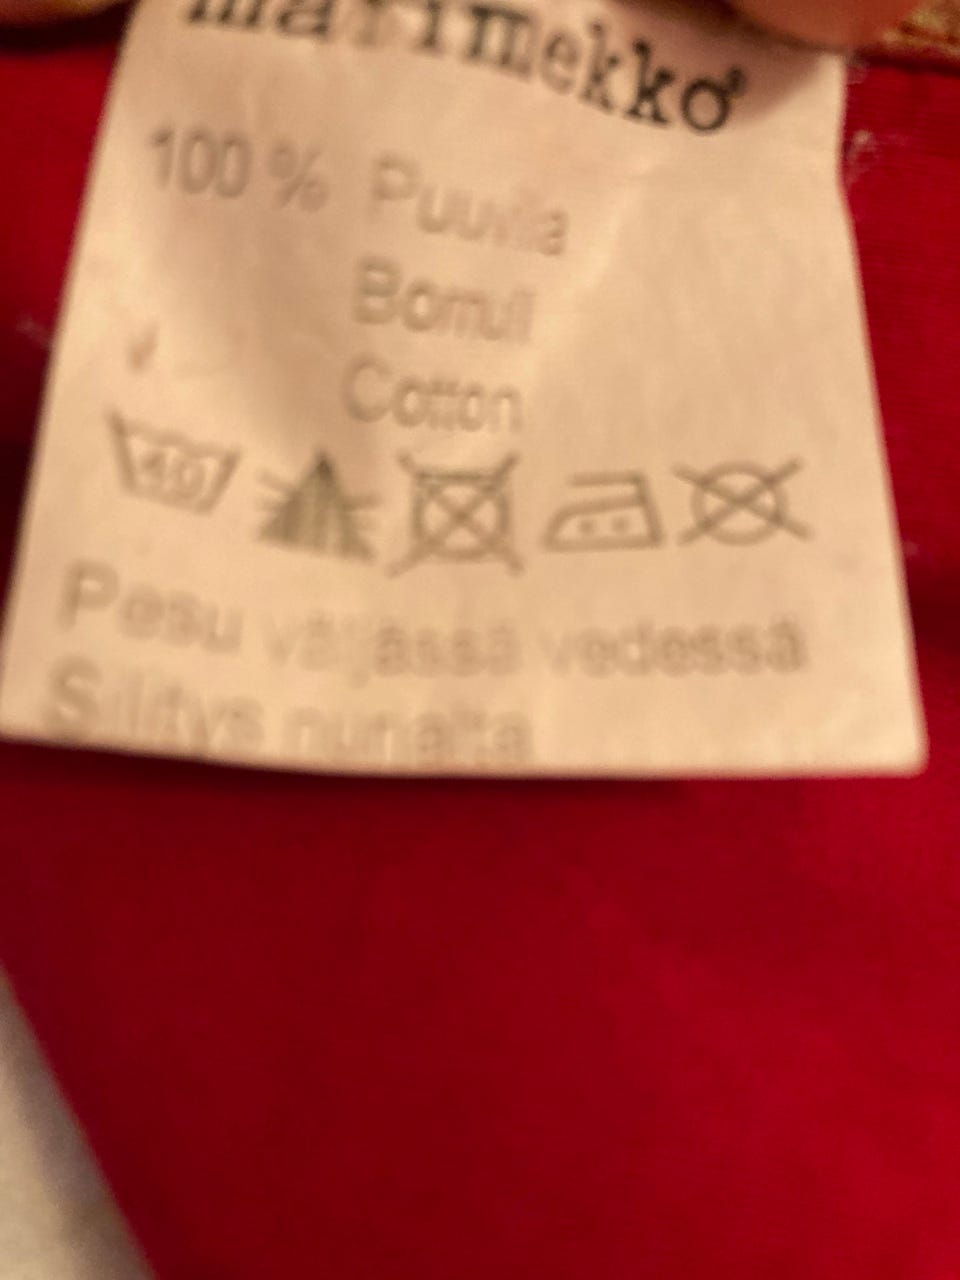 marimekko®
100 % Puuvilla
Bomull
Cotton
40
Pesu väljässä vedessä
Silitys nurjalta